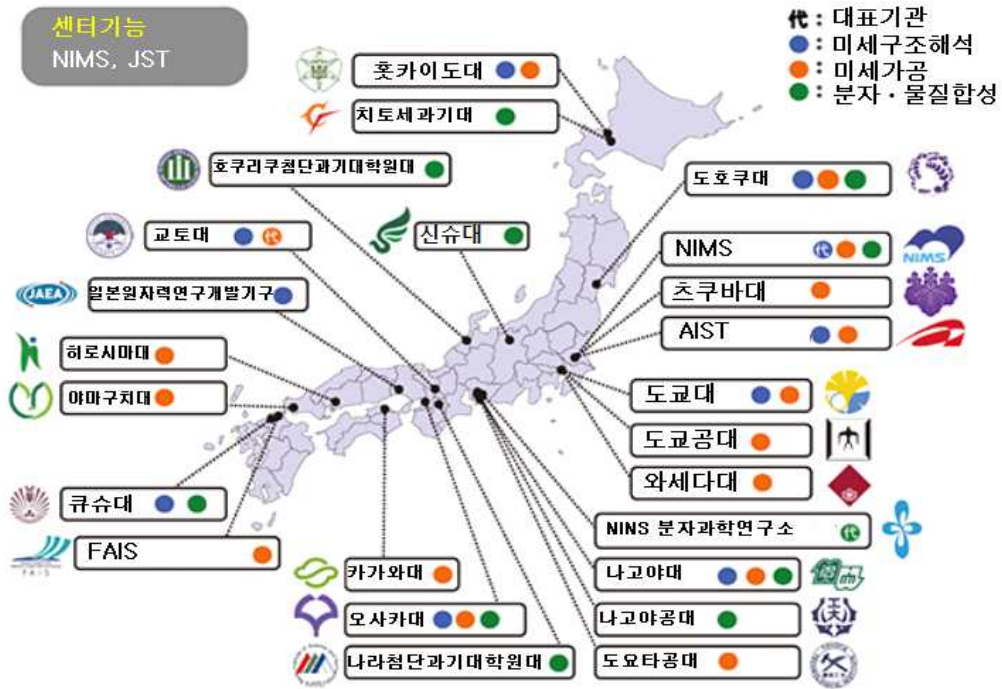 센터기능
NIMS, JST
代 : 대표기관
: 미세구조해석
: 미세가공
: 분자 · 물질합성
홋카이도대
치토세과기대
호쿠리쿠첨단과기대학원대
교토대 代
신슈대
JAEA
일본원자력연구개발기구
히로시마대
야마구치대
큐슈대
FAIS
FAIS
카가와대
오사카대
나라첨단과기대학원대
도호쿠대
NIMS 代
NIMS
츠쿠바대
AIST
도쿄대
도쿄공대
와세다대
NINS 분자과학연구소 代
나고야대
나고야공대
도요타공대